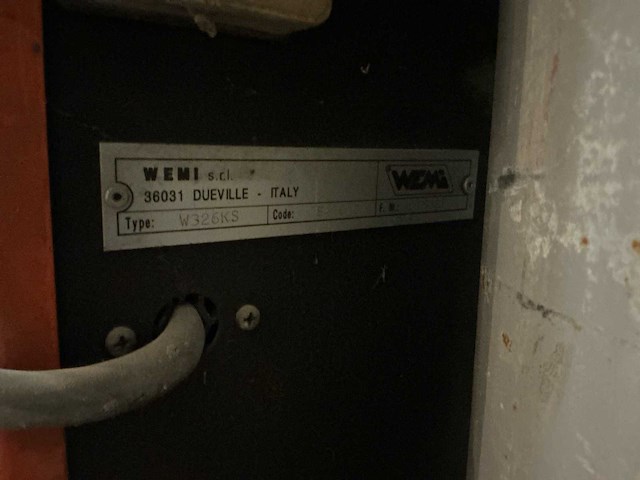 WEMI s.r.l.
WEMI
36031 DUEVILLE - ITALY
Type: W326KS Code: